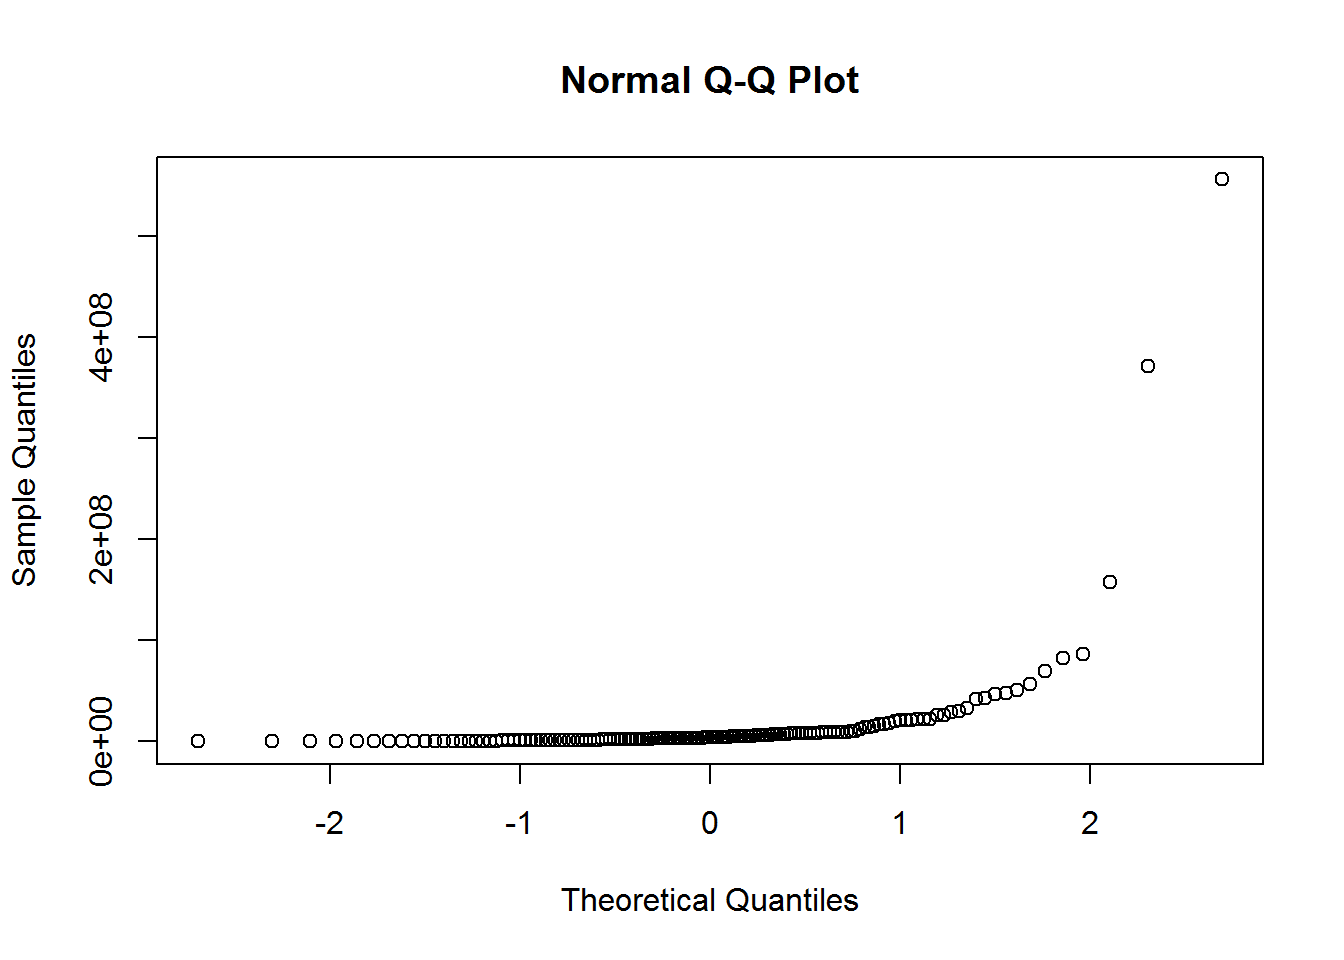 Normal Q-Q Plot
Sample Quantiles
4e+08
2e+08
0e+00
-2 -1 0 1 2
Theoretical Quantiles